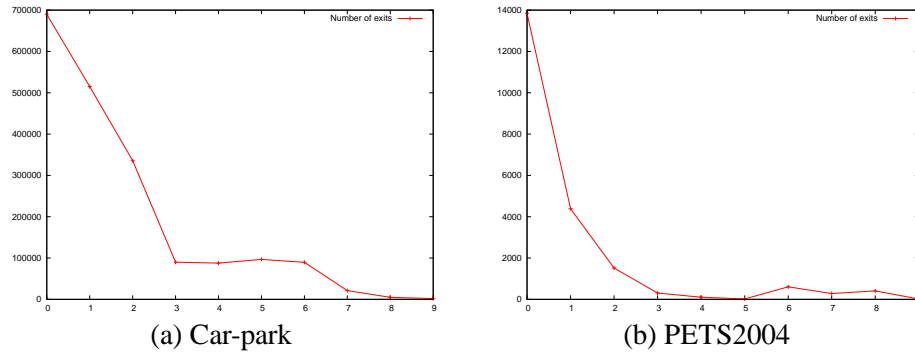 700000
600000
500000
400000
300000
200000
100000
0
0 1 2 3 4 5 6 7 8 9
Number of exits
(a) Car-park
14000
12000
10000
8000
6000
4000
2000
0
0 1 2 3 4 5 6 7 8
Number of exits
(b) PETS2004